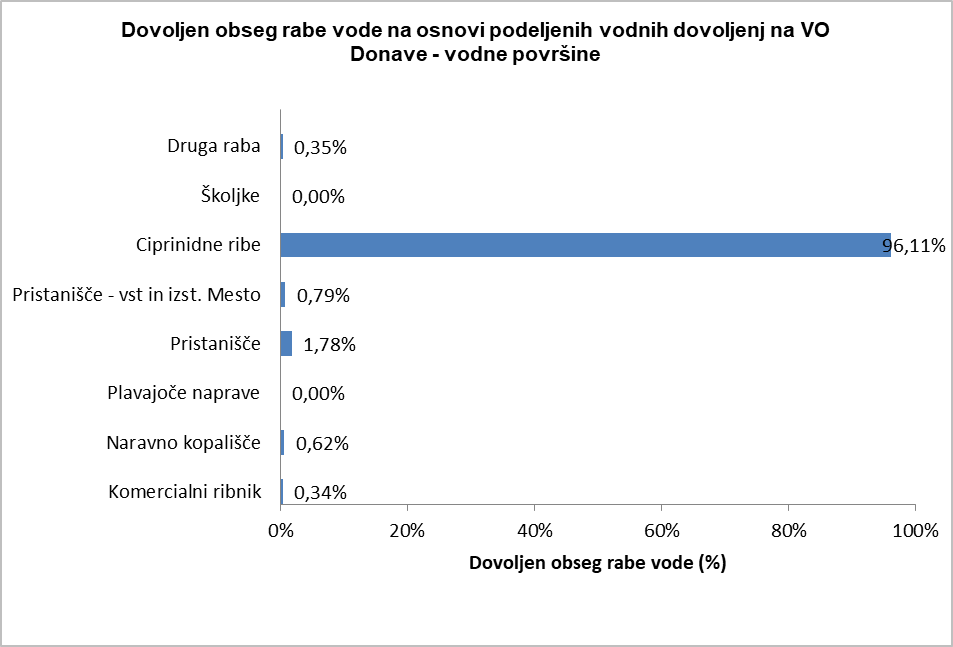 Dovoljen obseg rabe vode na osnovi podeljenih vodnih dovoljenj na VO
Donave - vodne površine
Druga raba 0,35%
Školjke 0,00%
Ciprinidne ribe 96,11%
Pristanišče - vst in izst. Mesto 0,79%
Pristanišče 1,78%
Plavajoče naprave 0,00%
Naravno kopališče 0,62%
Komercialni ribnik 0,34%
0% 20% 40% 60% 80% 100%
Dovoljen obseg rabe vode (%)